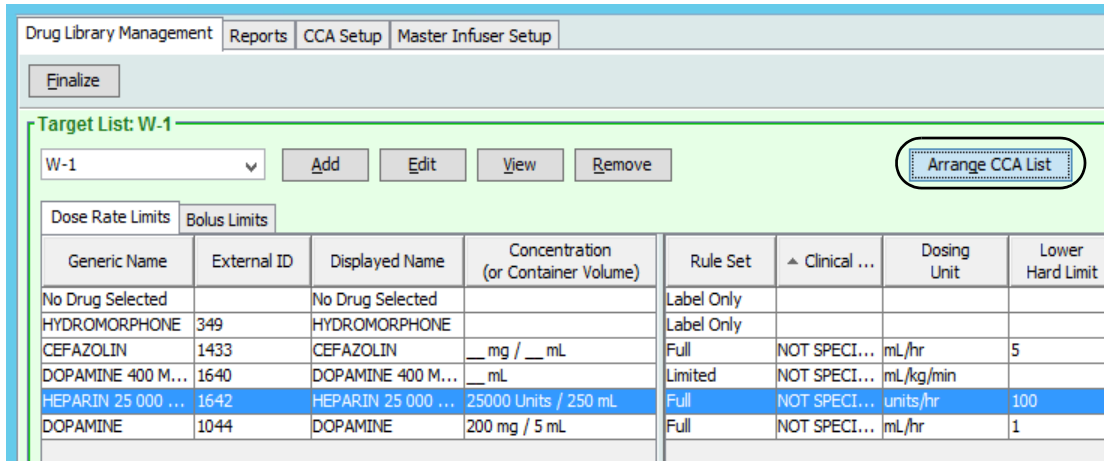 Drug Library Management Reports CCA Setup Master Infuser Setup
Finalize
Target List: W-1
W-1 Add Edit View Remove Arrange CCA List
Dose Rate Limits Bolus Limits
Generic Name External ID Displayed Name Concentration (or Container Volume) Rule Set Clinical ... Dosing Unit Lower Hard Limit
No Drug Selected No Drug Selected Label Only
HYDROMORPHONE 349 HYDROMORPHONE Label Only
CEFAZOLIN 1433 CEFAZOLIN __ mg / __ mL Full NOT SPECI... mL/hr 5
DOPAMINE 400 M... 1640 DOPAMINE 400 M... __ mL Limited NOT SPECI... mL/kg/min
HEPARIN 25 000 ... 1642 HEPARIN 25 000 ... 25000 Units / 250 mL Full NOT SPECI... units/hr 100
DOPAMINE 1044 DOPAMINE 200 mg / 5 mL Full NOT SPECI... mL/hr 1